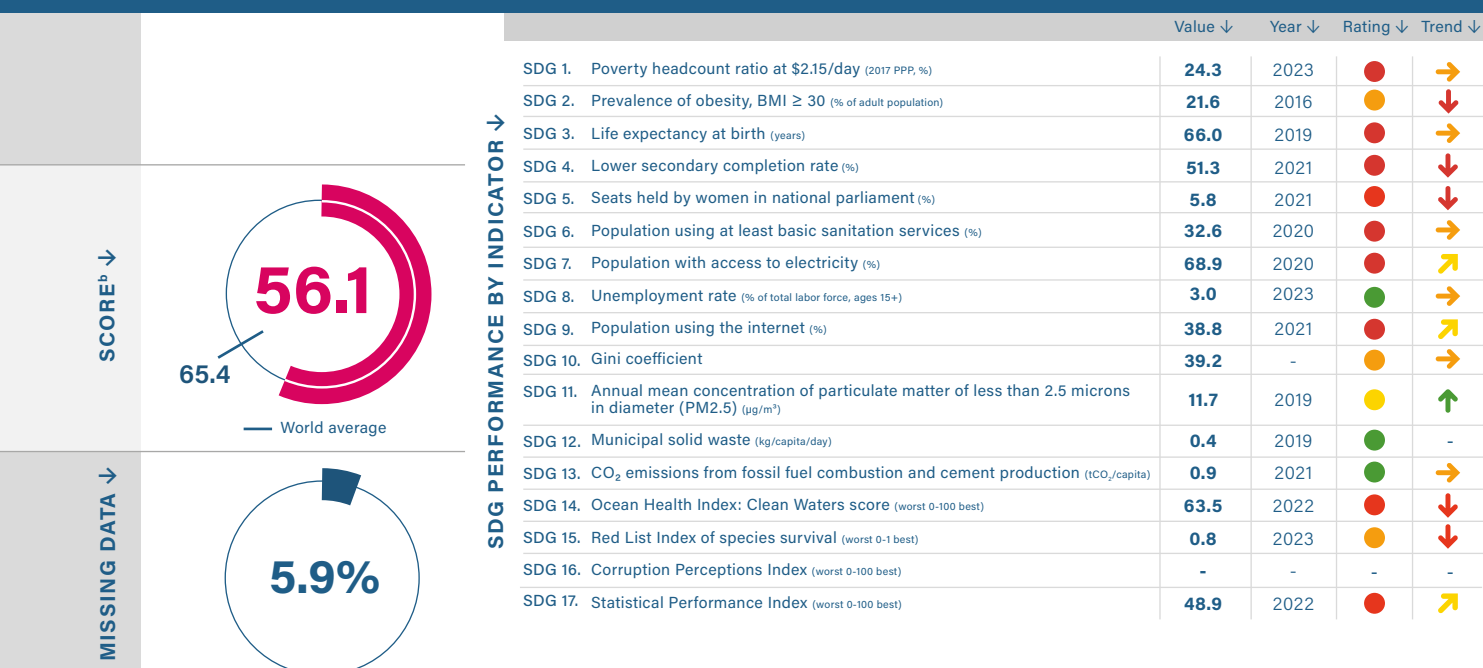 Value ↓ Year ↓ Rating ↓ Trend ↓
SCOREᵇ →
56.1
65.4
World average
MISSING DATA →
5.9%
SDG PERFORMANCE BY INDICATOR →
SDG 1. Poverty headcount ratio at $2.15/day (2017 PPP, %) 24.3 2023 →
SDG 2. Prevalence of obesity, BMI ≥ 30 (% of adult population) 21.6 2016 ↓
SDG 3. Life expectancy at birth (years) 66.0 2019 →
SDG 4. Lower secondary completion rate (%) 51.3 2021 ↓
SDG 5. Seats held by women in national parliament (%) 5.8 2021 ↓
SDG 6. Population using at least basic sanitation services (%) 32.6 2020 →
SDG 7. Population with access to electricity (%) 68.9 2020 ↗
SDG 8. Unemployment rate (% of total labor force, ages 15+) 3.0 2023 →
SDG 9. Population using the internet (%) 38.8 2021 ↗
SDG 10. Gini coefficient 39.2 - →
SDG 11. Annual mean concentration of particulate matter of less than 2.5 microns
in diameter (PM2.5) (μg/m³) 11.7 2019 ↑
SDG 12. Municipal solid waste (kg/capita/day) 0.4 2019 -
SDG 13. CO₂ emissions from fossil fuel combustion and cement production (tCO₂/capita) 0.9 2021 →
SDG 14. Ocean Health Index: Clean Waters score (worst 0-100 best) 63.5 2022 ↓
SDG 15. Red List Index of species survival (worst 0-1 best) 0.8 2023 ↓
SDG 16. Corruption Perceptions Index (worst 0-100 best) - - - -
SDG 17. Statistical Performance Index (worst 0-100 best) 48.9 2022 ↗